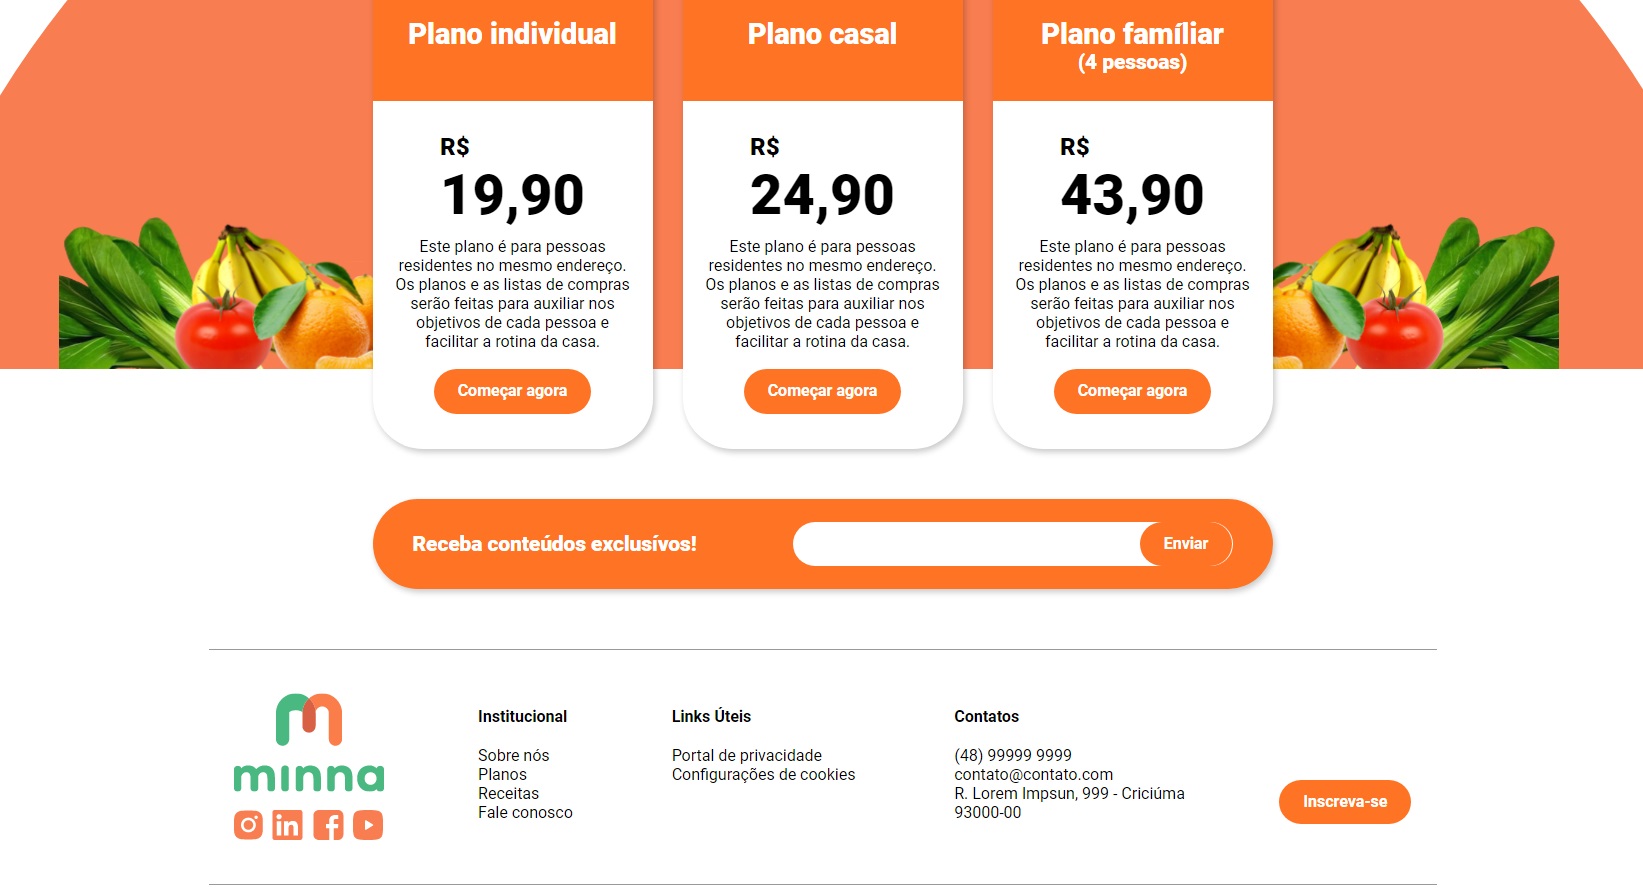 Plano individual
R$
19,90
Este plano é para pessoas
residentes no mesmo endereço.
Os planos e as listas de compras
serão feitas para auxiliar nos
objetivos de cada pessoa e
facilitar a rotina da casa.
Começar agora
Plano casal
R$
24,90
Este plano é para pessoas
residentes no mesmo endereço.
Os planos e as listas de compras
serão feitas para auxiliar nos
objetivos de cada pessoa e
facilitar a rotina da casa.
Começar agora
Plano famíliar
(4 pessoas)
R$
43,90
Este plano é para pessoas
residentes no mesmo endereço.
Os planos e as listas de compras
serão feitas para auxiliar nos
objetivos de cada pessoa e
facilitar a rotina da casa.
Começar agora
Receba conteúdos exclusívos!
Enviar
minna
Institucional
Sobre nós
Planos
Receitas
Fale conosco
Links Úteis
Portal de privacidade
Configurações de cookies
Contatos
(48) 99999 9999
contato@contato.com
R. Lorem Impsun, 999 - Criciúma
93000-00
Inscreva-se